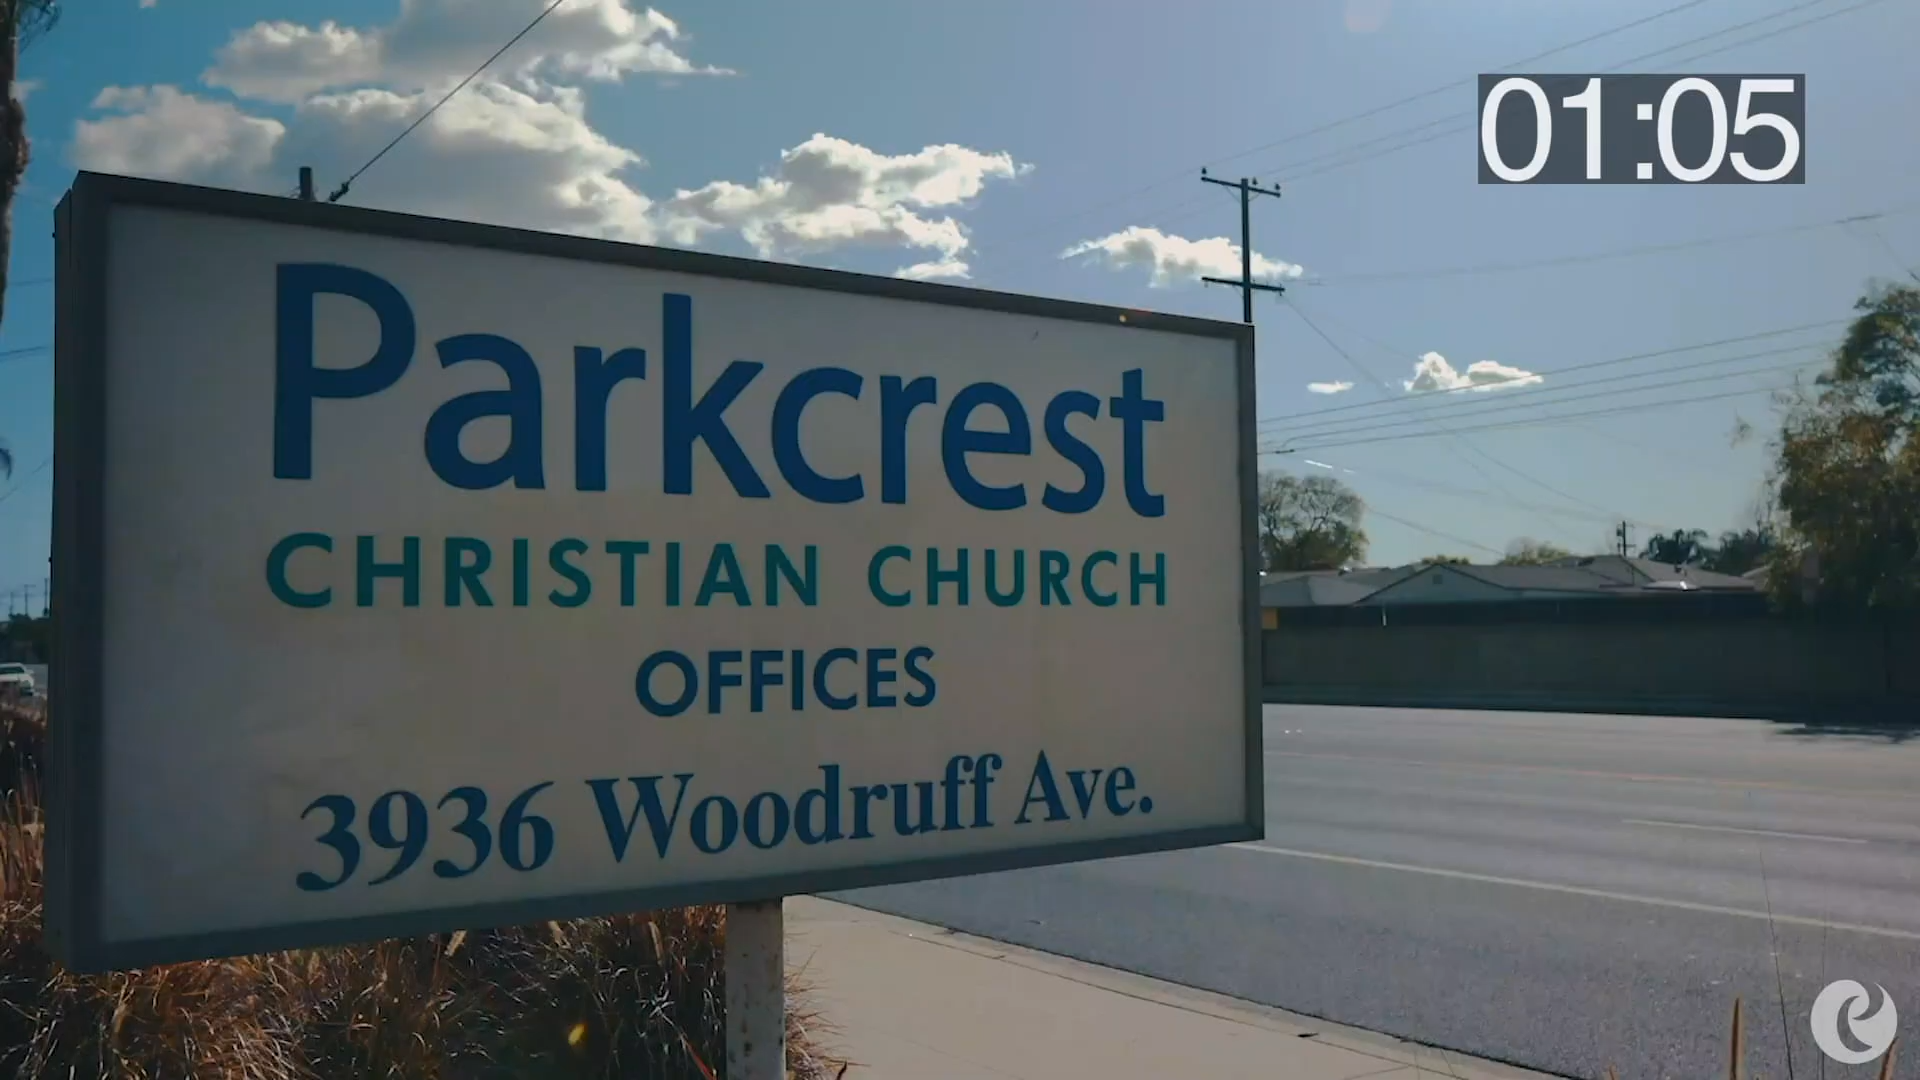 01:05
Parkcrest
CHRISTIAN CHURCH
OFFICES
3936 Woodruff Ave.